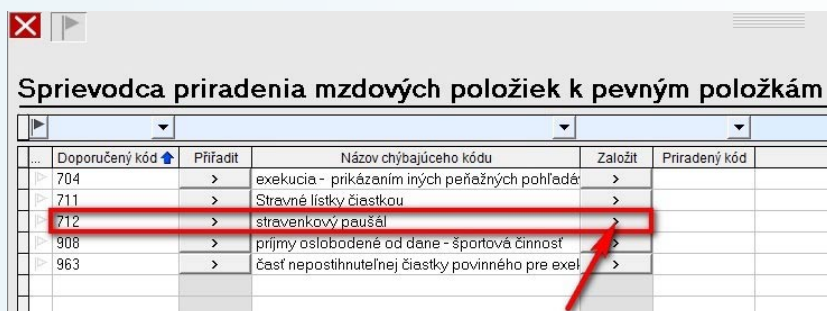 Sprievodca priradenia mzdových položiek k pevným položkám
... Doporučený kód Přiřadit Názov chýbajúceho kódu Založit Priradený kód
704 > exekucia - prikázaním iných peňažných pohľadá >
711 > Stravné lístky čiastkou >
712 > stravenkový paušál >
908 > príjmy oslobodené od dane - športová činnosť >
963 > časť nepostihnuteľnej čiastky povinného pre exek >